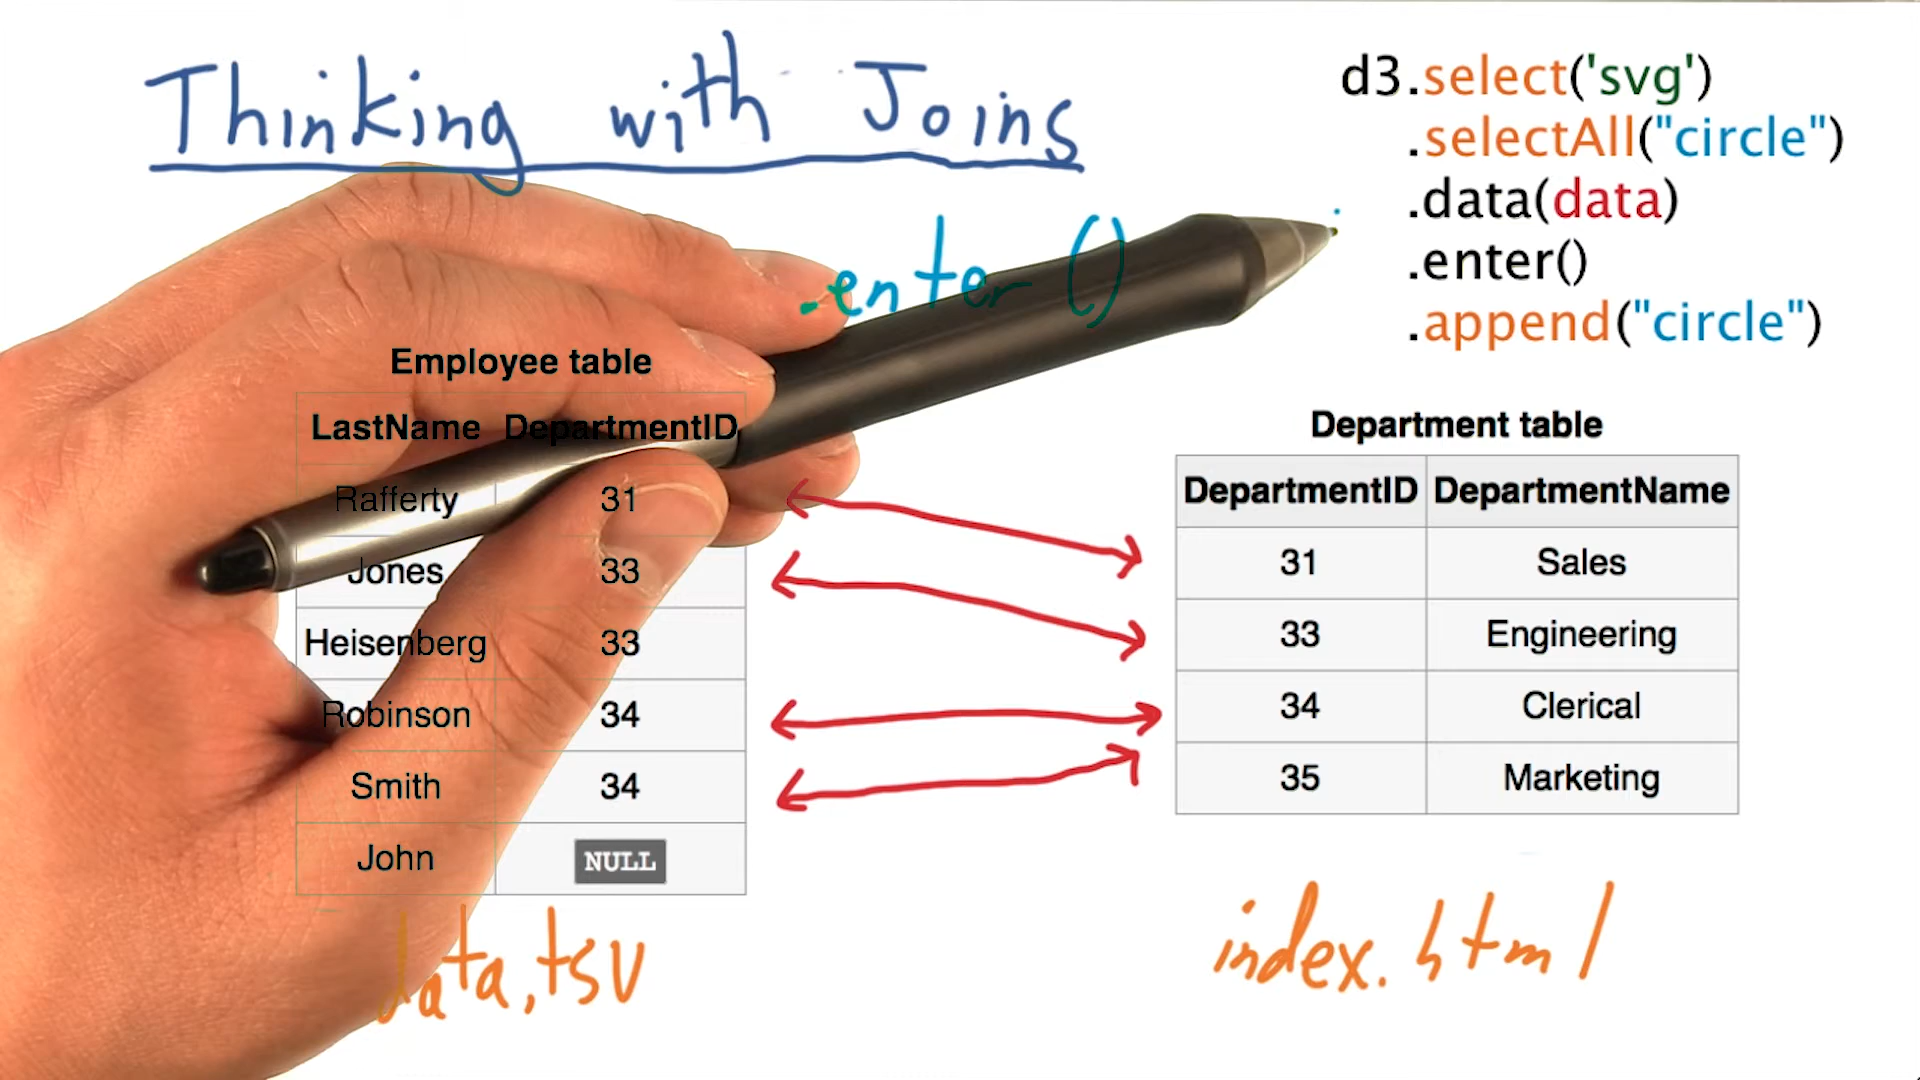 Thinking with Joins
d3.select('svg')
.selectAll("circle")
.data(data)
.enter()
.append("circle")
.enter ()
Employee table
LastName DepartmentID
Rafferty 31
Jones 33
Heisenberg 33
Robinson 34
Smith 34
John NULL
data.tsv
Department table
DepartmentID DepartmentName
31 Sales
33 Engineering
34 Clerical
35 Marketing
index.html